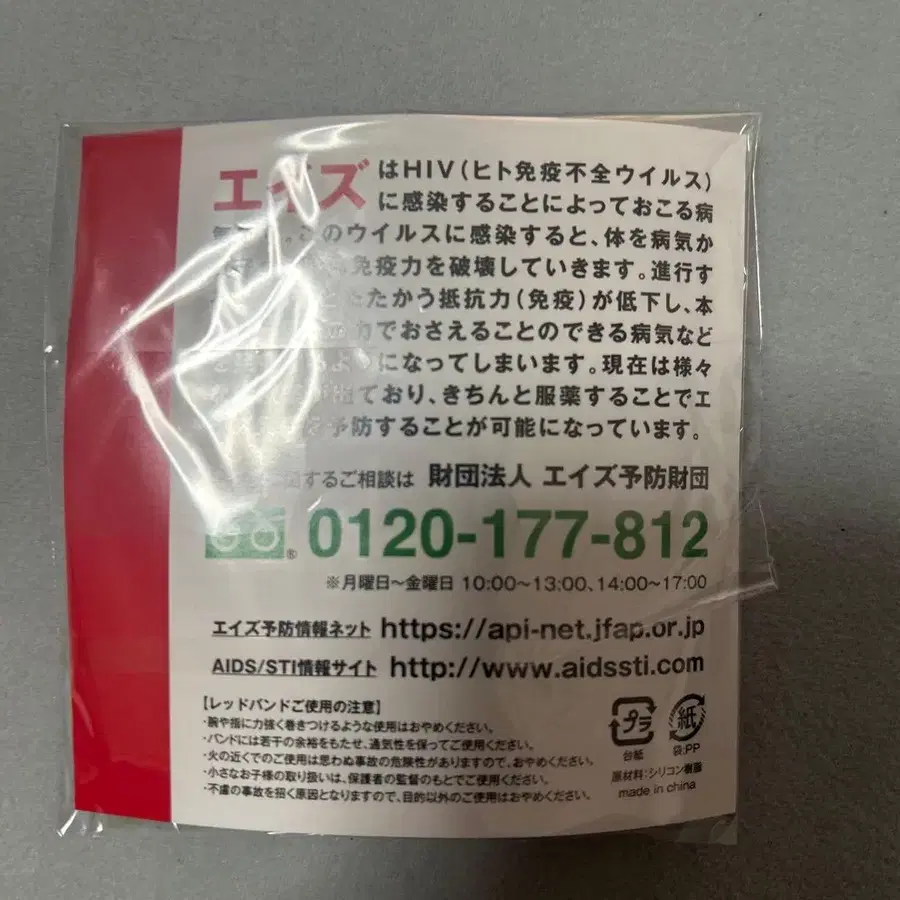 エイズ はHIV(ヒト免疫不全ウイルス)
に感染することによっておこる病
このウイルスに感染すると、体を病気か
免疫力を破壊していきます。進行す
とたたかう抵抗力(免疫)が低下し、本
力でおさえることのできる病気など
ようになってしまいます。現在は様々
が出ており、きちんと服薬することでエ
を予防することが可能になっています。
関するご相談は 財団法人 エイズ予防財団
® 0120-177-812
※月曜日〜金曜日 10:00〜13:00、14:00〜17:00
エイズ予防情報ネット https://api-net.jfap.or.jp
AIDS/STI情報サイト http://www.aidssti.com
【レッドバンドご使用の注意】
・腕や指に力強く巻きつけるような使用はおやめください。
・バンドには若干の余裕をもたせ、通気性を保ってご使用ください。
・火の近くでのご使用は思わぬ事故の危険性がありますので、おやめください。
・小さなお子様の取り扱いは、保護者の監督のもとでご使用ください。
・不慮の事故を招く原因となりますので、目的以外のご使用はおやめください。
プラ 紙
台紙 袋:PP
原材料:シリコン樹脂
made in china